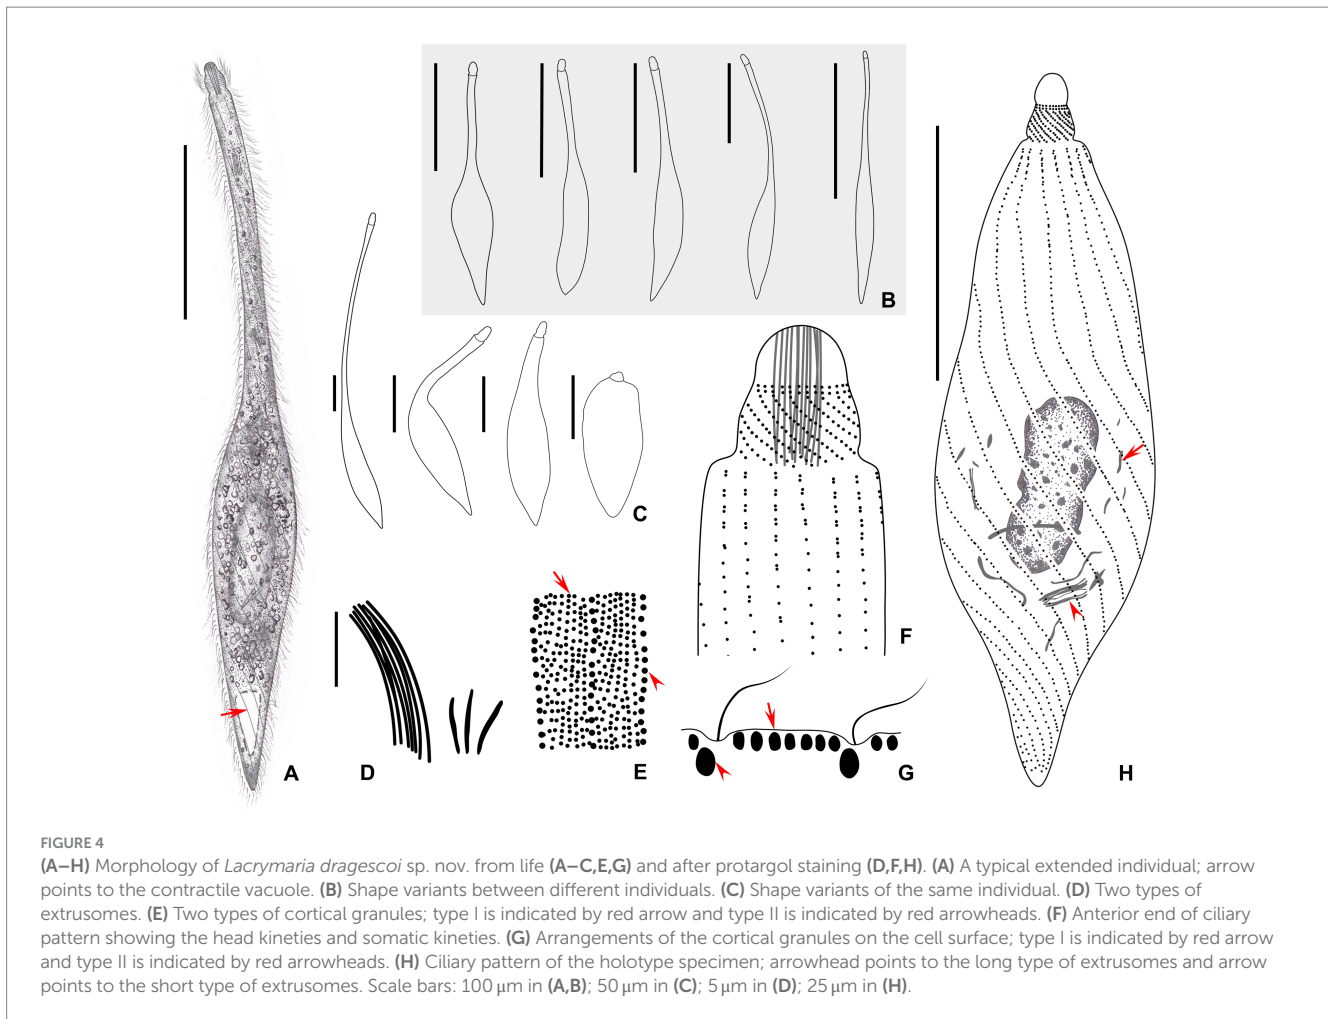 B
C
F
A
D
E
G
H
FIGURE 4
(A–H) Morphology of Lacrymaria dragescoi sp. nov. from life (A–C,E,G) and after protargol staining (D,F,H). (A) A typical extended individual; arrow
points to the contractile vacuole. (B) Shape variants between different individuals. (C) Shape variants of the same individual. (D) Two types of
extrusomes. (E) Two types of cortical granules; type I is indicated by red arrow and type II is indicated by red arrowheads. (F) Anterior end of ciliary
pattern showing the head kineties and somatic kineties. (G) Arrangements of the cortical granules on the cell surface; type I is indicated by red arrow
and type II is indicated by red arrowheads. (H) Ciliary pattern of the holotype specimen; arrowhead points to the long type of extrusomes and arrow
points to the short type of extrusomes. Scale bars: 100 μm in (A,B); 50 μm in (C); 5 μm in (D); 25 μm in (H).